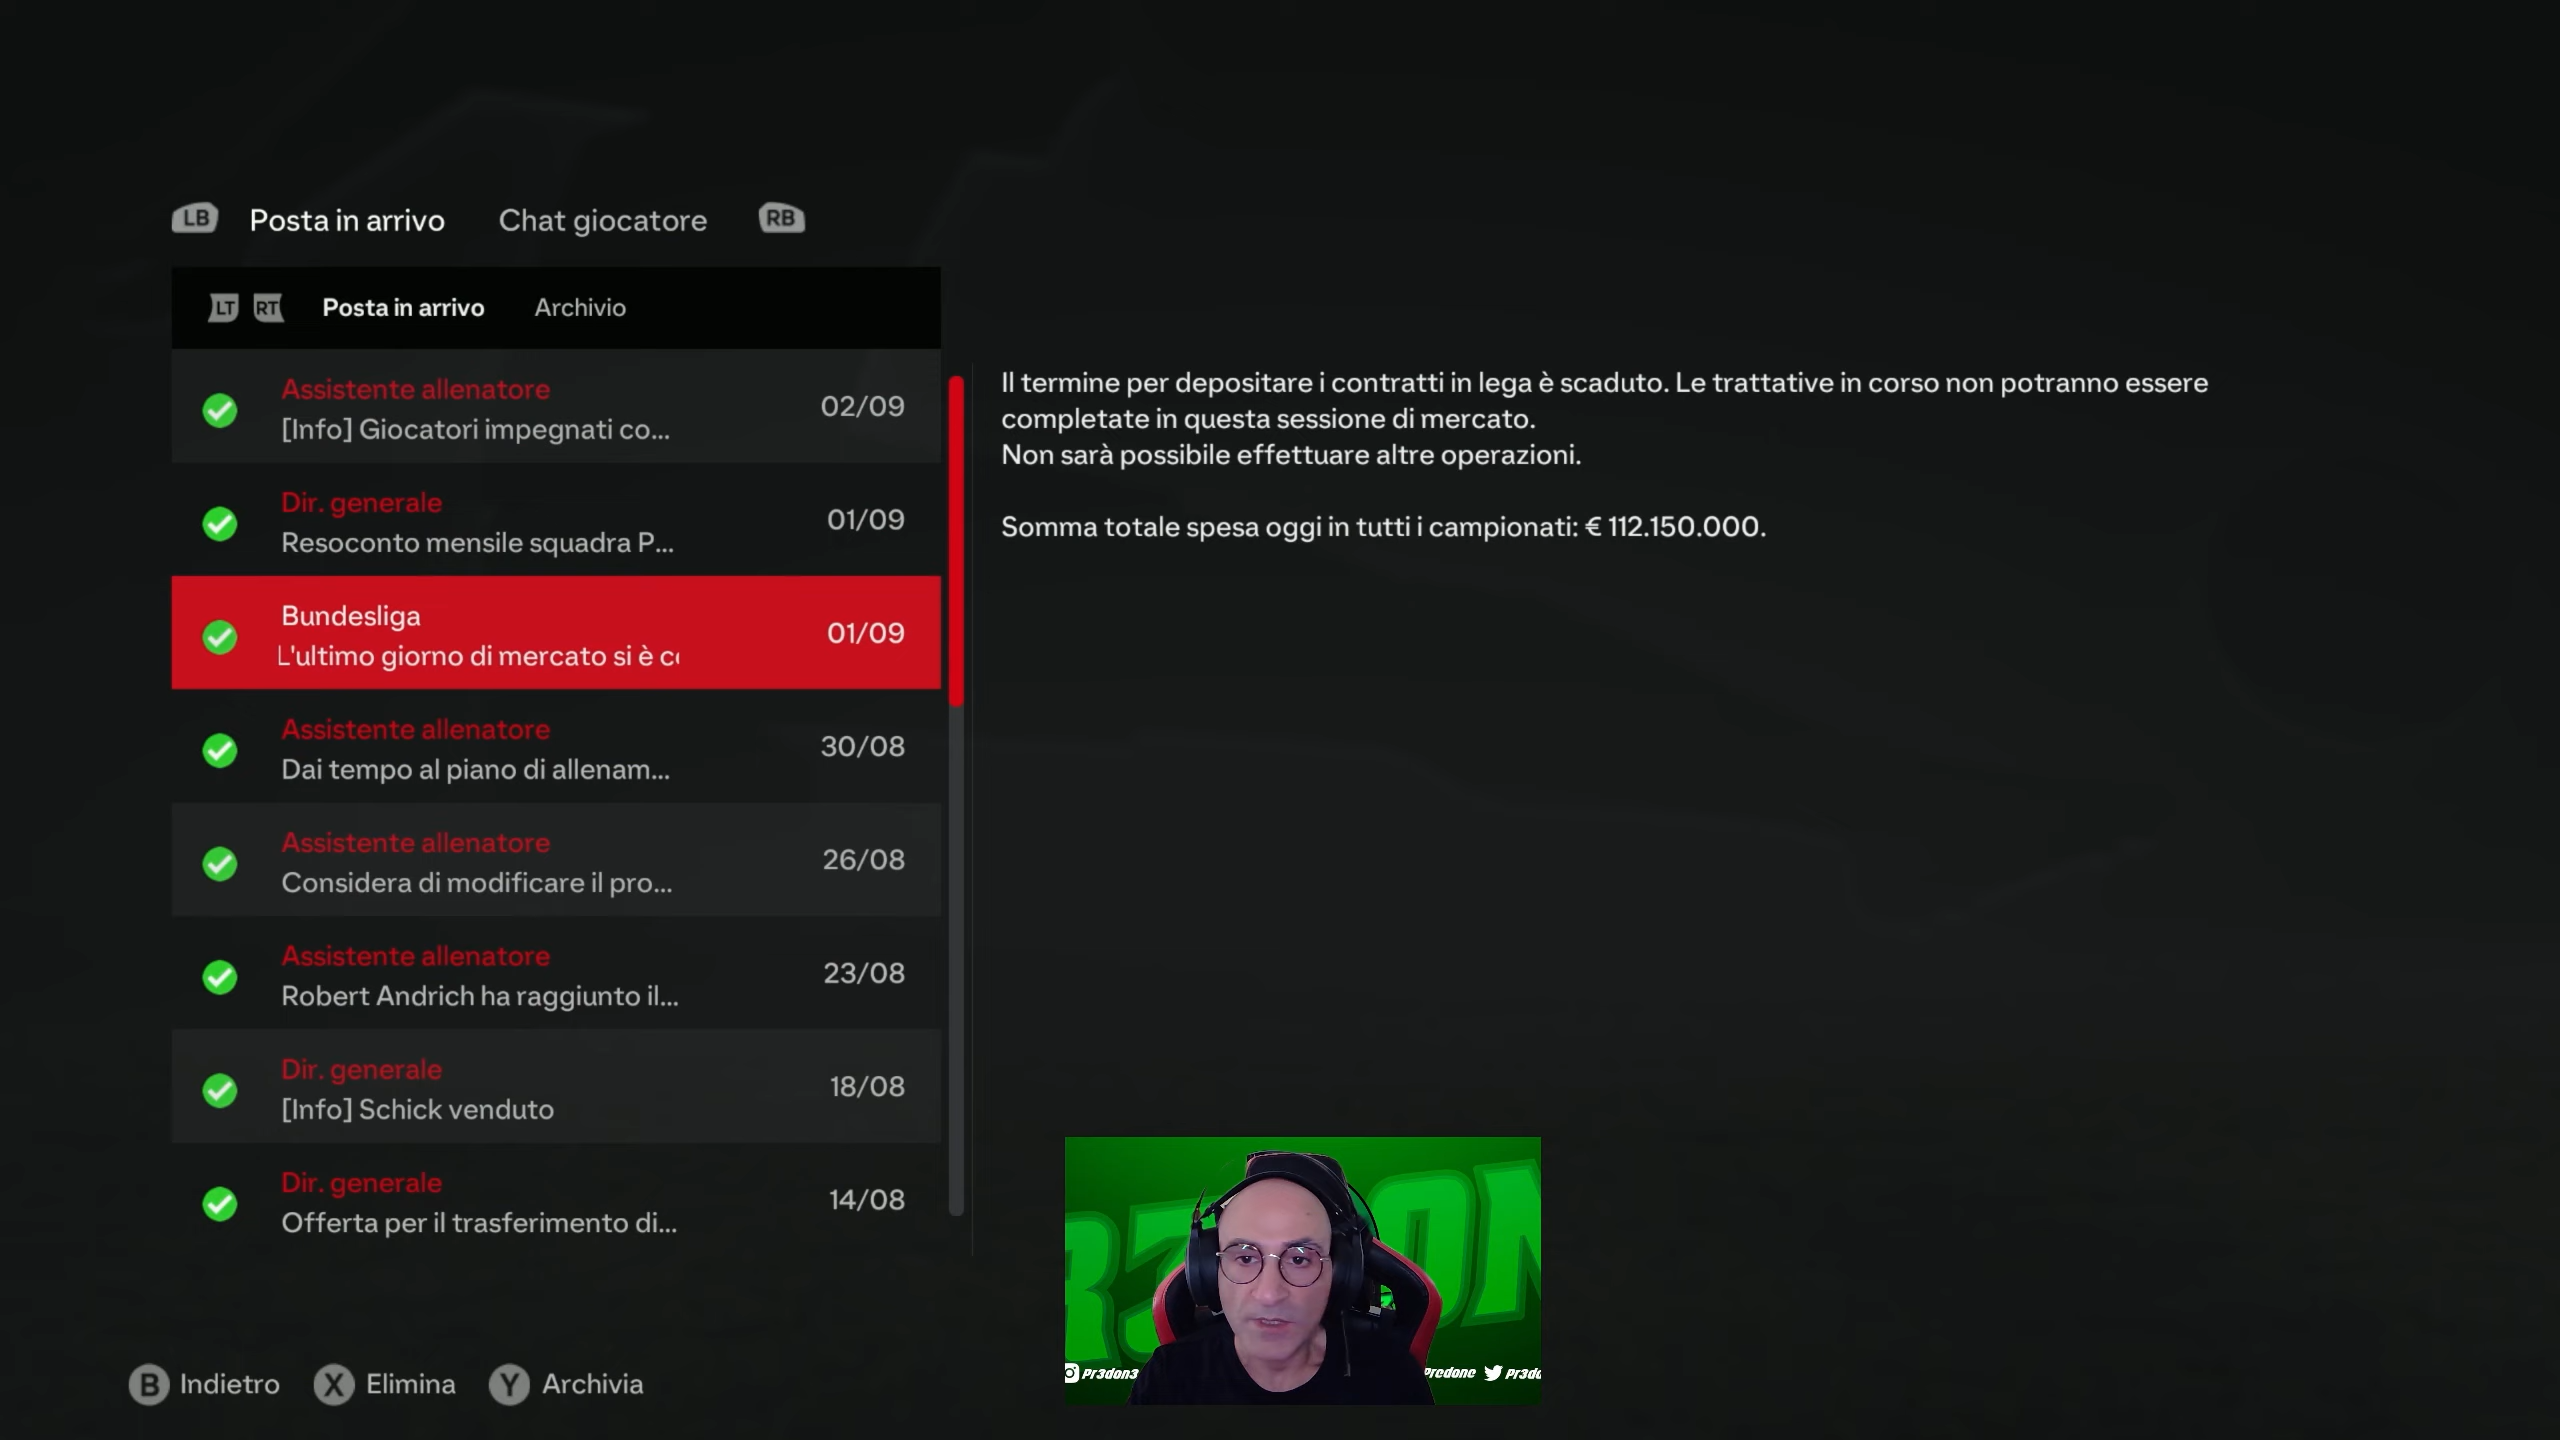 LB Posta in arrivo Chat giocatore RB
LT RT Posta in arrivo Archivio
Assistente allenatore
[Info] Giocatori impegnati co...
02/09
Dir. generale
Resoconto mensile squadra P...
01/09
Bundesliga
L'ultimo giorno di mercato si è
01/09
Assistente allenatore
Dai tempo al piano di allenam...
30/08
Assistente allenatore
Considera di modificare il pro...
26/08
Assistente allenatore
Robert Andrich ha raggiunto il...
23/08
Dir. generale
[Info] Schick venduto
18/08
Dir. generale
Offerta per il trasferimento di...
14/08
Il termine per depositare i contratti in lega è scaduto. Le trattative in corso non potranno essere
completate in questa sessione di mercato.
Non sarà possibile effettuare altre operazioni.
Somma totale spesa oggi in tutti i campionati: € 112.150.000.
Pr3don3
Predone
B Indietro X Elimina Y Archivia